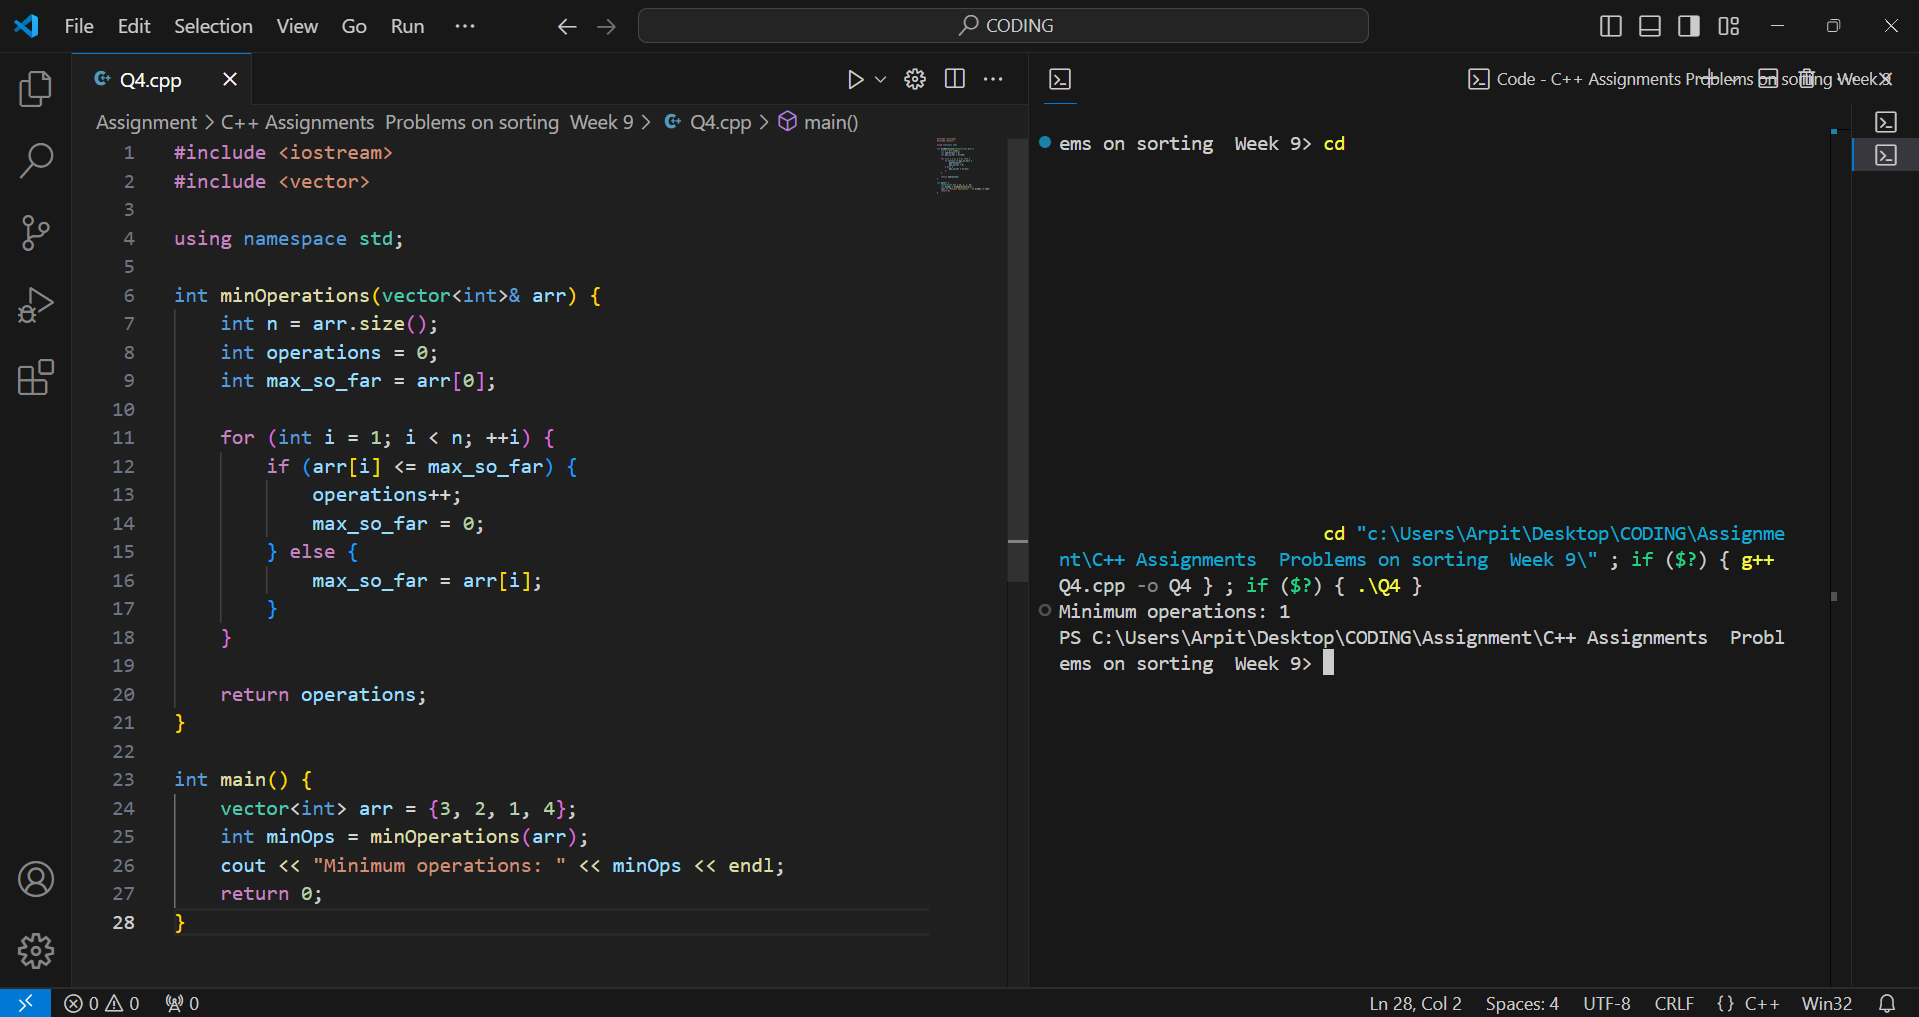 File Edit Selection View Go Run ··· CODING
Q4.cpp
Code - C++ Assignments Problems on sorting Week 9
Assignment > C++ Assignments Problems on sorting Week 9 > Q4.cpp > main()
1 #include <iostream>
2 #include <vector>
3
4 using namespace std;
5
6 int minOperations(vector<int>& arr) {
7 int n = arr.size();
8 int operations = 0;
9 int max_so_far = arr[0];
10
11 for (int i = 1; i < n; ++i) {
12 if (arr[i] <= max_so_far) {
13 operations++;
14 max_so_far = 0;
15 } else {
16 max_so_far = arr[i];
17 }
18 }
19
20 return operations;
21 }
22
23 int main() {
24 vector<int> arr = {3, 2, 1, 4};
25 int minOps = minOperations(arr);
26 cout << "Minimum operations: " << minOps << endl;
27 return 0;
28 }
ems on sorting  Week 9> cd
cd "c:\Users\Arpit\Desktop\CODING\Assignme
nt\C++ Assignments  Problems on sorting  Week 9\" ; if ($?) { g++
Q4.cpp -o Q4 } ; if ($?) { .\Q4 }
Minimum operations: 1
PS C:\Users\Arpit\Desktop\CODING\Assignment\C++ Assignments  Probl
ems on sorting  Week 9>
0 0 0 Ln 28, Col 2 Spaces: 4 UTF-8 CRLF {} C++ Win32